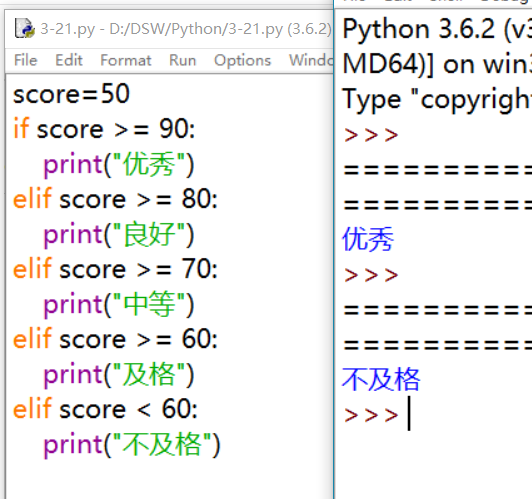 3-21.py - D:/DSW/Python/3-21.py (3.6.2)
File Edit Format Run Options
score=50
if score >= 90:
    print("优秀")
elif score >= 80:
    print("良好")
elif score >= 70:
    print("中等")
elif score >= 60:
    print("及格")
elif score < 60:
    print("不及格")
Python 3.6.2 (v3
MD64)] on win3
Type "copyright
>>>
==========
==========
优秀
>>>
==========
==========
不及格
>>>